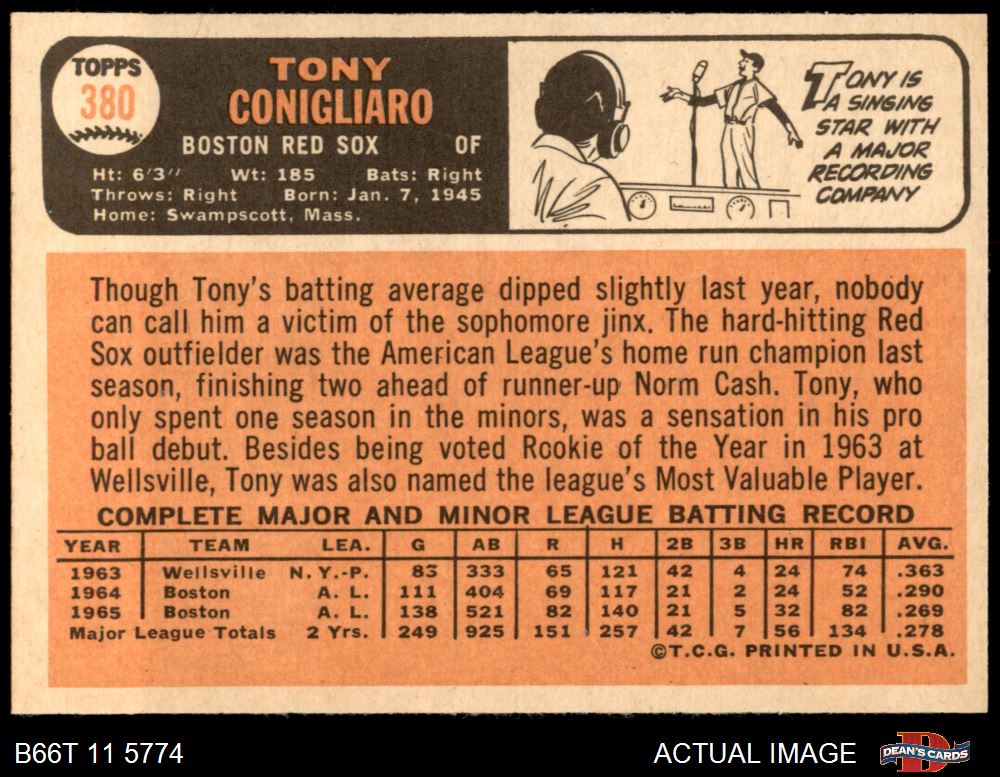 TOPPS
380
TONY
CONIGLIARO
BOSTON RED SOX OF
Ht: 6'3" Wt: 185 Bats: Right
Throws: Right Born: Jan. 7, 1945
Home: Swampscott, Mass.
TONY IS
A SINGING
STAR WITH
A MAJOR
RECORDING
COMPANY
Though Tony's batting average dipped slightly last year, nobody
can call him a victim of the sophomore jinx. The hard-hitting Red
Sox outfielder was the American League's home run champion last
season, finishing two ahead of runner-up Norm Cash. Tony, who
only spent one season in the minors, was a sensation in his pro
ball debut. Besides being voted Rookie of the Year in 1963 at
Wellsville, Tony was also named the league's Most Valuable Player.
COMPLETE MAJOR AND MINOR LEAGUE BATTING RECORD
YEAR TEAM LEA. G AB R H 2B 3B HR RBI AVG.
1963 Wellsville N. Y.-P. 83 333 65 121 42 4 24 74 .363
1964 Boston A. L. 111 404 69 117 21 2 24 52 .290
1965 Boston A. L. 138 521 82 140 21 5 32 82 .269
Major League Totals 2 Yrs. 249 925 151 257 42 7 56 134 .278
©T.C.G. PRINTED IN U.S.A.
B66T 11 5774 ACTUAL IMAGE DEAN'S CARDS